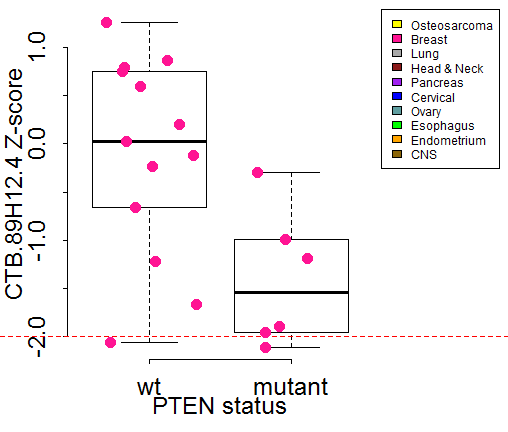 CTB.89H12.4 Z-score
1.0
0.0
-1.0
-2.0
wt mutant
PTEN status
Osteosarcoma
Breast
Lung
Head & Neck
Pancreas
Cervical
Ovary
Esophagus
Endometrium
CNS